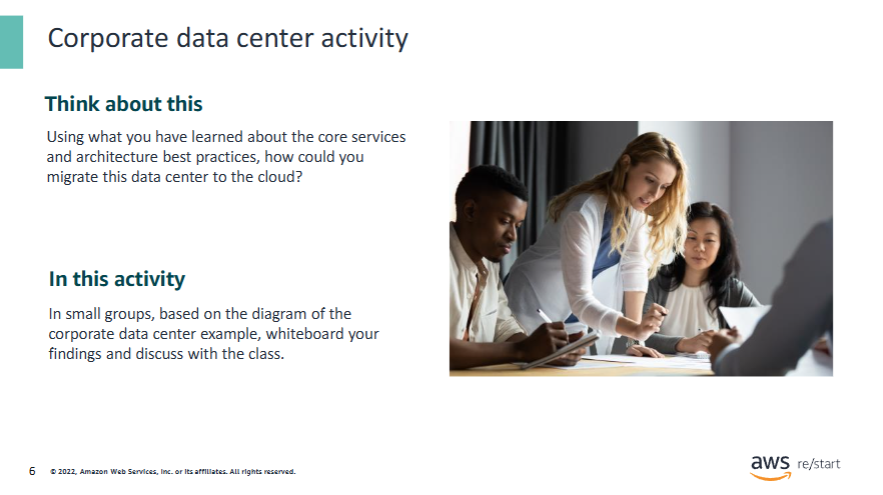 Corporate data center activity
Think about this
Using what you have learned about the core services
and architecture best practices, how could you
migrate this data center to the cloud?
In this activity
In small groups, based on the diagram of the
corporate data center example, whiteboard your
findings and discuss with the class.
6
© 2022, Amazon Web Services, Inc. or its affiliates. All rights reserved.
aws re/start